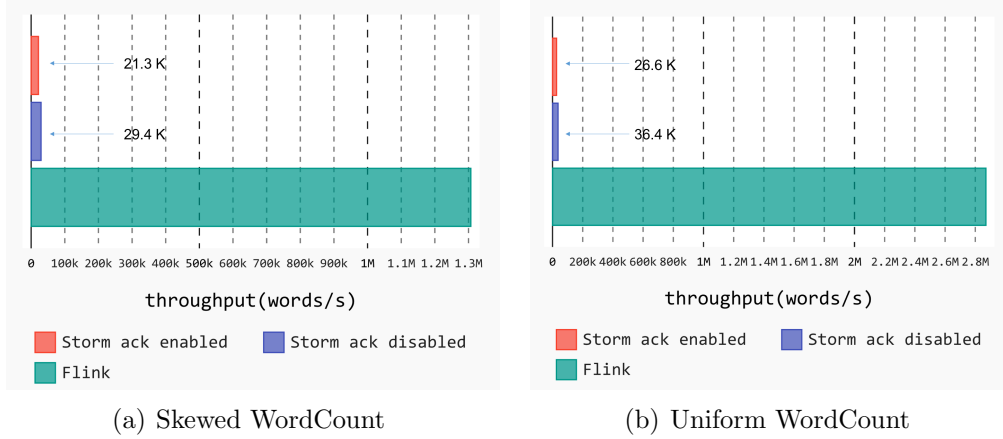 21.3 K
29.4 K
0 100k 200k 300k 400k 500k 600k 700k 800k 900k 1M 1.1M 1.2M 1.3M
throughput(words/s)
Storm ack enabled Storm ack disabled
Flink
(a) Skewed WordCount
26.6 K
36.4 K
0 200k 400k 600k 800k 1M 1.2M 1.4M 1.6M 1.8M 2M 2.2M 2.4M 2.6M 2.8M
throughput(words/s)
Storm ack enabled Storm ack disabled
Flink
(b) Uniform WordCount